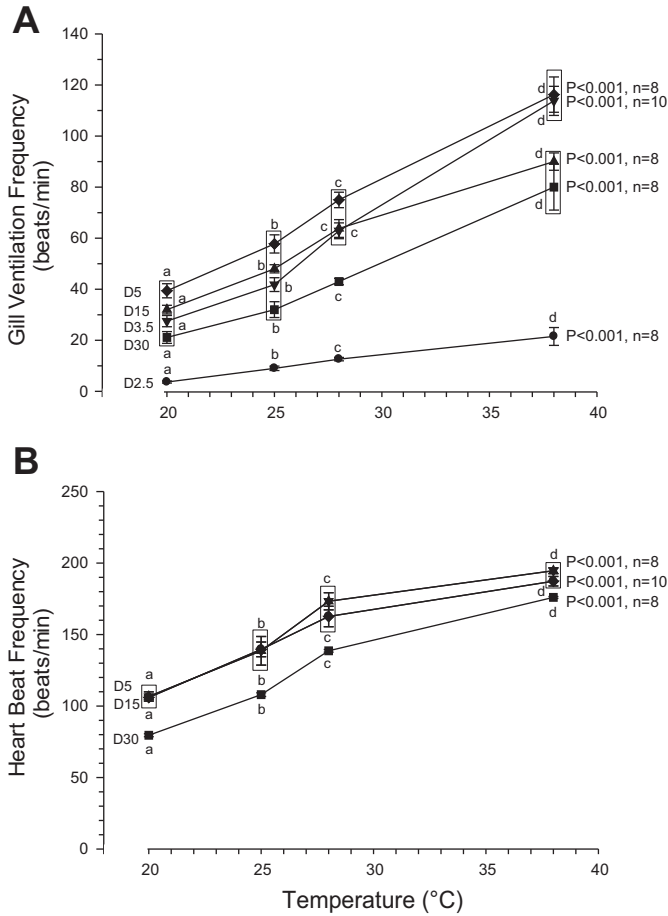 A
Gill Ventilation Frequency
(beats/min)
140
120
100
80
60
40
20
0
20 25 30 35 40
D5
D15
D3.5
D30
D2.5
a
a
a
a
a
b
b
b
b
b
c
c c
c
c
d
d
d
d
d
P<0.001, n=8
P<0.001, n=10
P<0.001, n=8
P<0.001, n=8
P<0.001, n=8
B
Heart Beat Frequency
(beats/min)
250
200
150
100
50
0
20 25 30 35 40
Temperature (°C)
D5
D15
D30
a
a
a
b
b
b
c
c
c
d
d
d
P<0.001, n=8
P<0.001, n=10
P<0.001, n=8